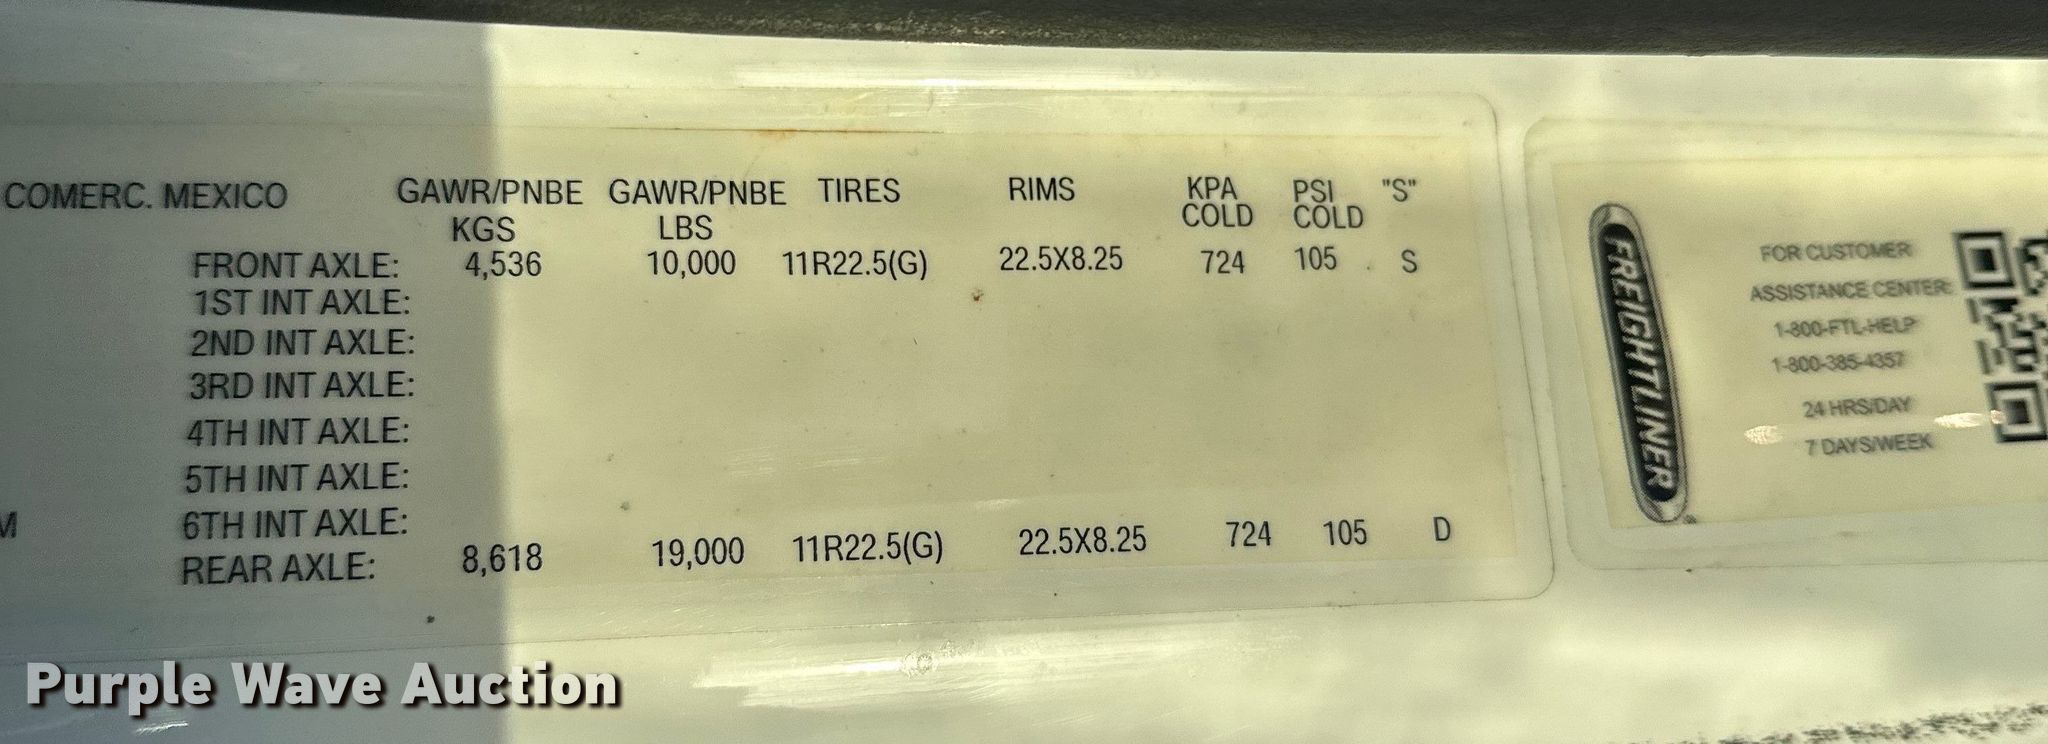 COMERC. MEXICO GAWR/PNBE GAWR/PNBE TIRES RIMS KPA PSI "S"
KGS LBS COLD COLD
FRONT AXLE: 4,536 10,000 11R22.5(G) 22.5X8.25 724 105 S
1ST INT AXLE:
2ND INT AXLE:
3RD INT AXLE:
4TH INT AXLE:
5TH INT AXLE:
M 6TH INT AXLE:
REAR AXLE: 8,618 19,000 11R22.5(G) 22.5X8.25 724 105 D
FREIGHTLINER
FOR CUSTOMER
ASSISTANCE CENTER:
1-800-FTL-HELP
1-800-385-4357
24 HRS/DAY
7 DAYS/WEEK
Purple Wave Auction